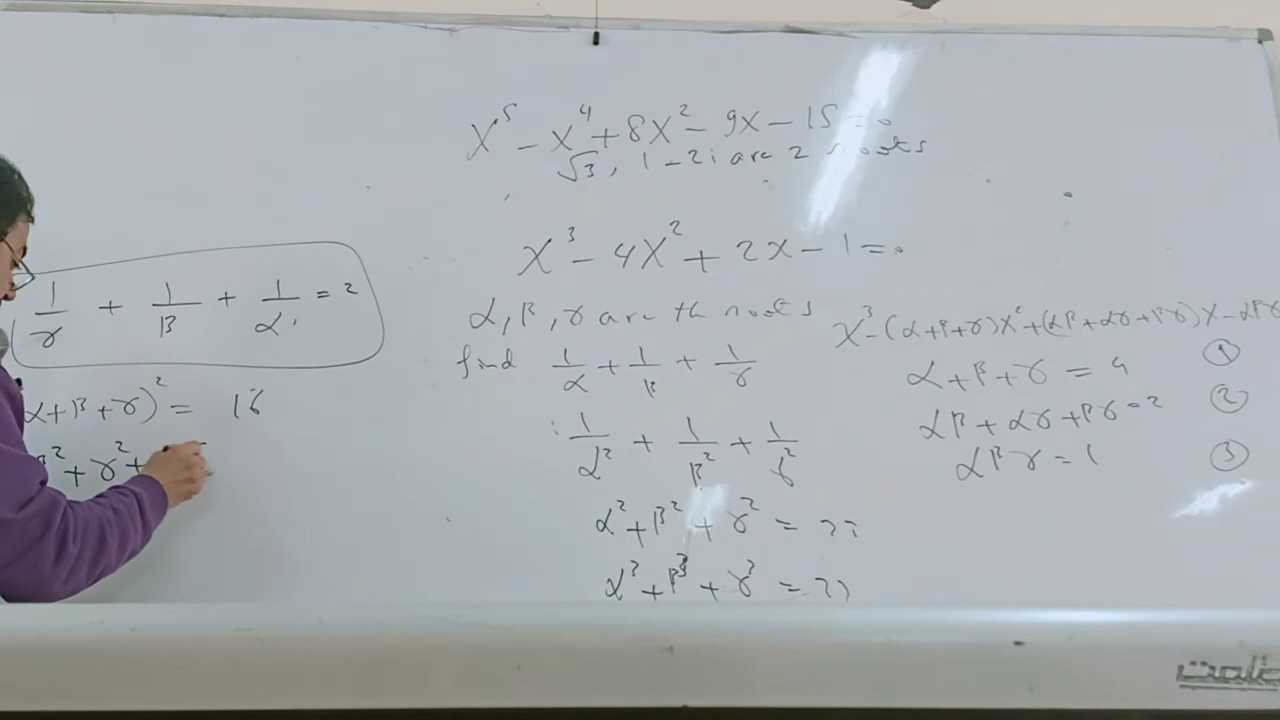 x⁵ - x⁴ + 8x² - 9x - 15 = 0
√3, 1 - 2i are 2 roots
x³ - 4x² + 2x - 1 = 0
α, β, γ are th roots
find 1/α + 1/β + 1/γ
: 1/α² + 1/β² + 1/γ²
α² + β² + γ² = ??
α³ + β³ + γ³ = ??
x³ - (α+β+γ)x² + (αβ+αγ+βγ)x - αβγ
α + β + γ = 4 ①
αβ + αγ + βγ = 2 ②
αβγ = 1 ③
1/γ + 1/β + 1/α = 2
α + β + γ)² = 16
β² + γ² +